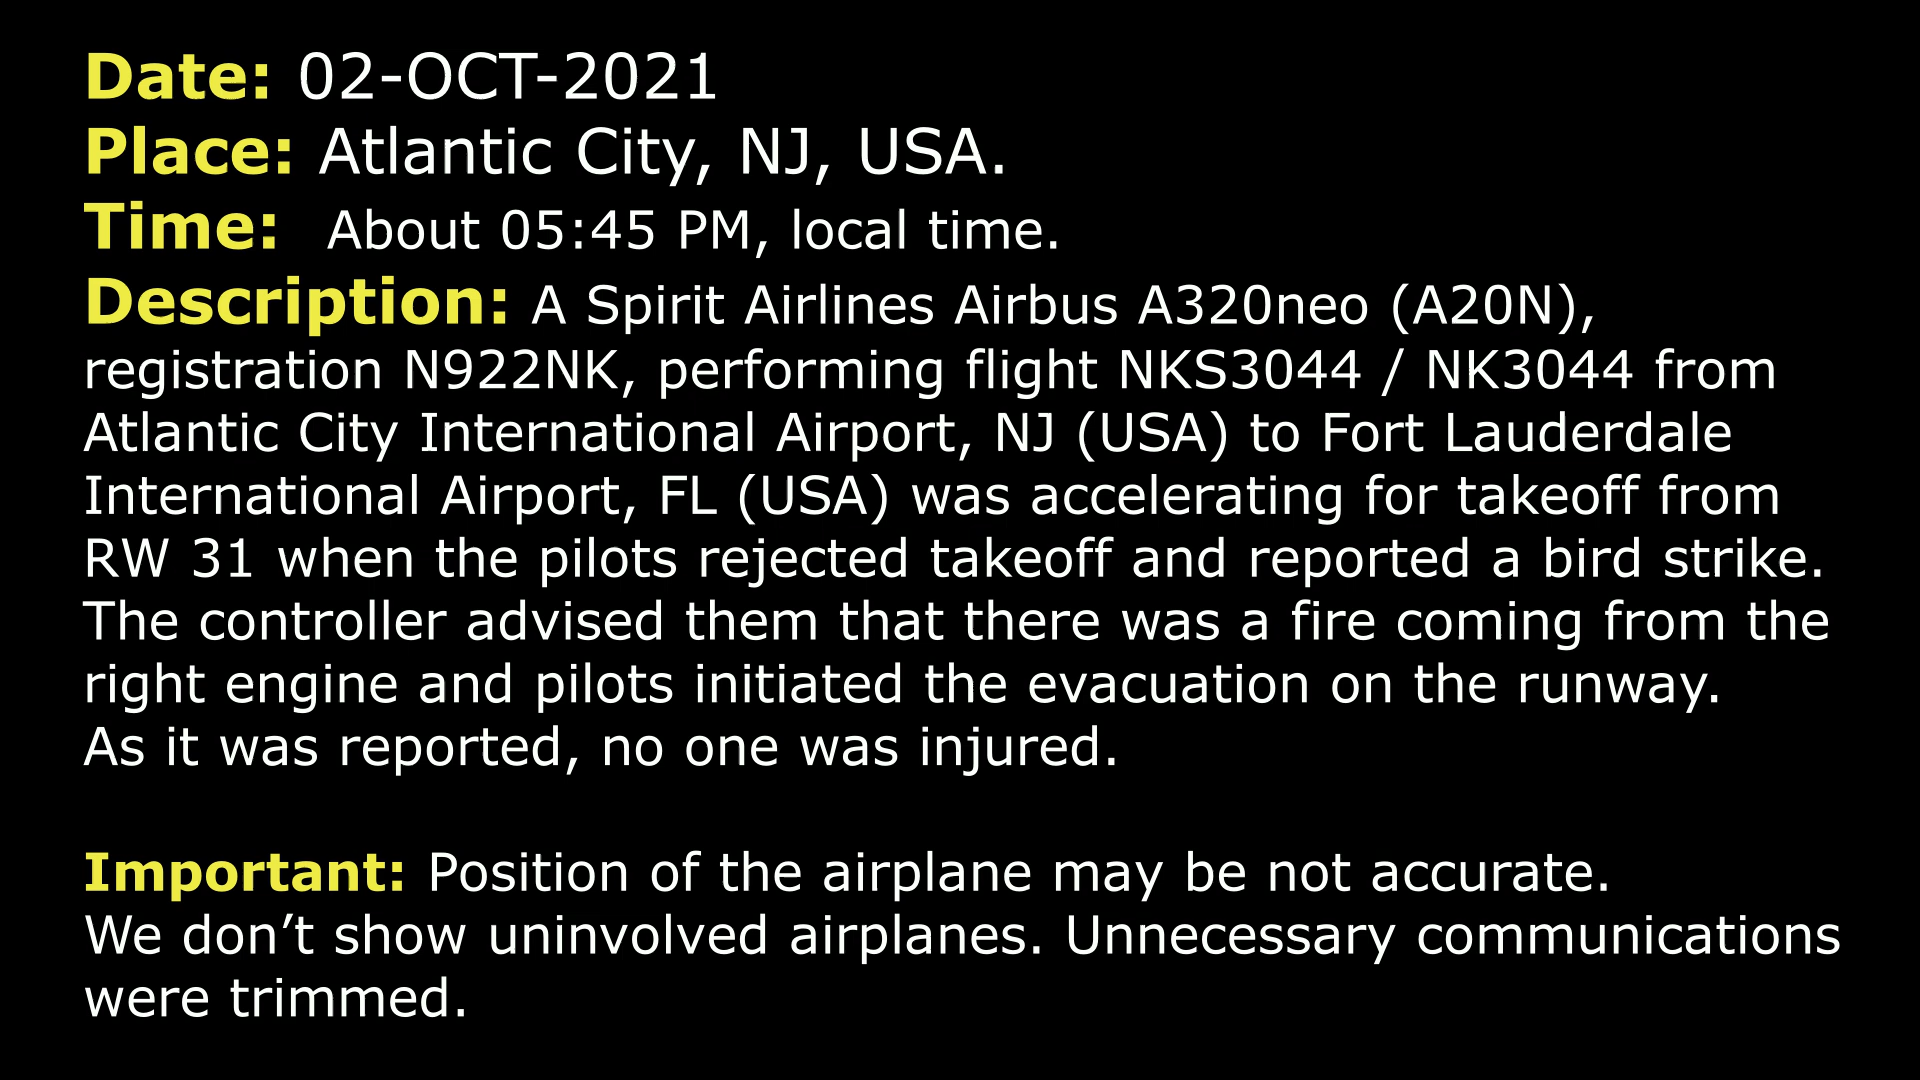 Date: 02-OCT-2021
Place: Atlantic City, NJ, USA.
Time: About 05:45 PM, local time.
Description: A Spirit Airlines Airbus A320neo (A20N),
registration N922NK, performing flight NKS3044 / NK3044 from
Atlantic City International Airport, NJ (USA) to Fort Lauderdale
International Airport, FL (USA) was accelerating for takeoff from
RW 31 when the pilots rejected takeoff and reported a bird strike.
The controller advised them that there was a fire coming from the
right engine and pilots initiated the evacuation on the runway.
As it was reported, no one was injured.
Important: Position of the airplane may be not accurate.
We don’t show uninvolved airplanes. Unnecessary communications
were trimmed.